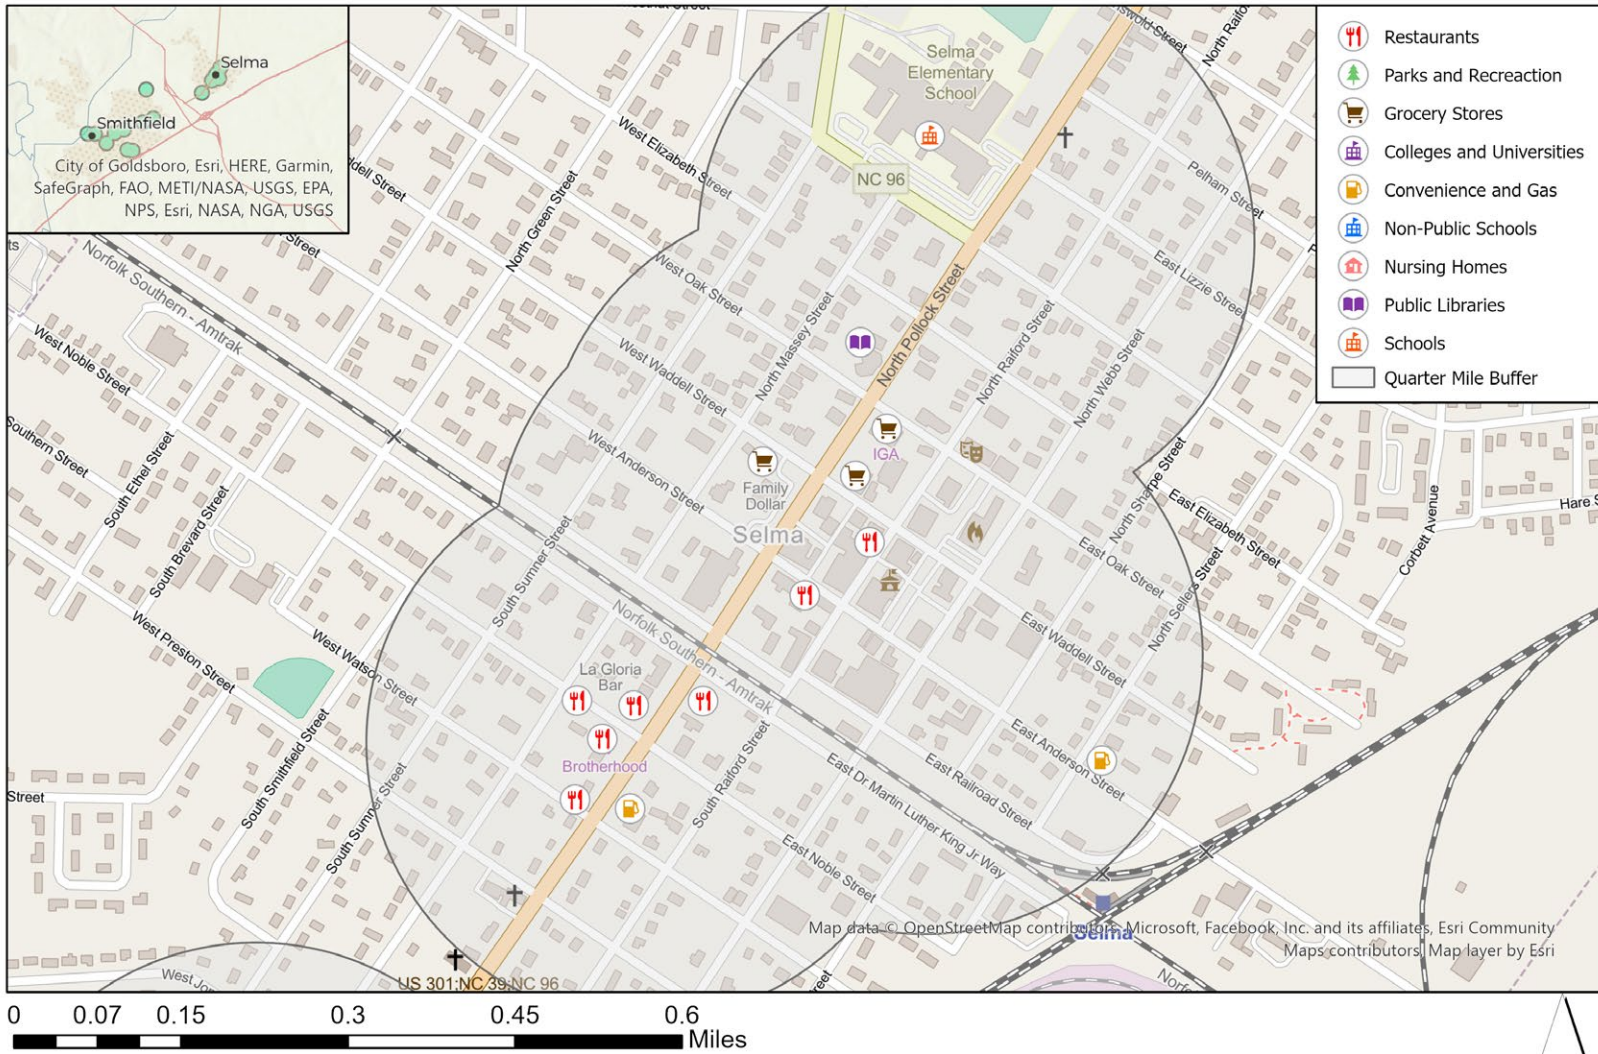 Selma
Smithfield
City of Goldsboro, Esri, HERE, Garmin,
SafeGraph, FAO, METI/NASA, USGS, EPA,
NPS, Esri, NASA, NGA, USGS
Restaurants
Parks and Recreaction
Grocery Stores
Colleges and Universities
Convenience and Gas
Non-Public Schools
Nursing Homes
Public Libraries
Schools
Quarter Mile Buffer
Selma
Elementary
School
NC 96
West Elizabeth Street
North Green Street
Pelham Street
West Oak Street
East Lizzie Street
North Pollock Street
North Massey Street
North Raiford Street
North Webb Street
Norfolk Southern - Amtrak
West Noble Street
West Waddell Street
West Anderson Street
Southern Street
South Ethel Street
South Brevard Street
IGA
Family
Dollar
Selma
North Sharpe Street
East Elizabeth Street
Corbett Avenue
East Oak Street
South Sumner Street
North Sellers Street
Norfolk Southern - Amtrak
East Waddell Street
West Preston Street
West Watson Street
La Gloria
Bar
Brotherhood
South Smithfield Street
South Sumner Street
South Raiford Street
East Anderson Street
East Railroad Street
East Dr Martin Luther King Jr Way
East Noble Street
Street
Selma
Map data © OpenStreetMap contributors, Microsoft, Facebook, Inc. and its affiliates, Esri Community
Maps contributors, Map layer by Esri
US 301;NC 39;NC 96
0 0.07 0.15 0.3 0.45 0.6
Miles